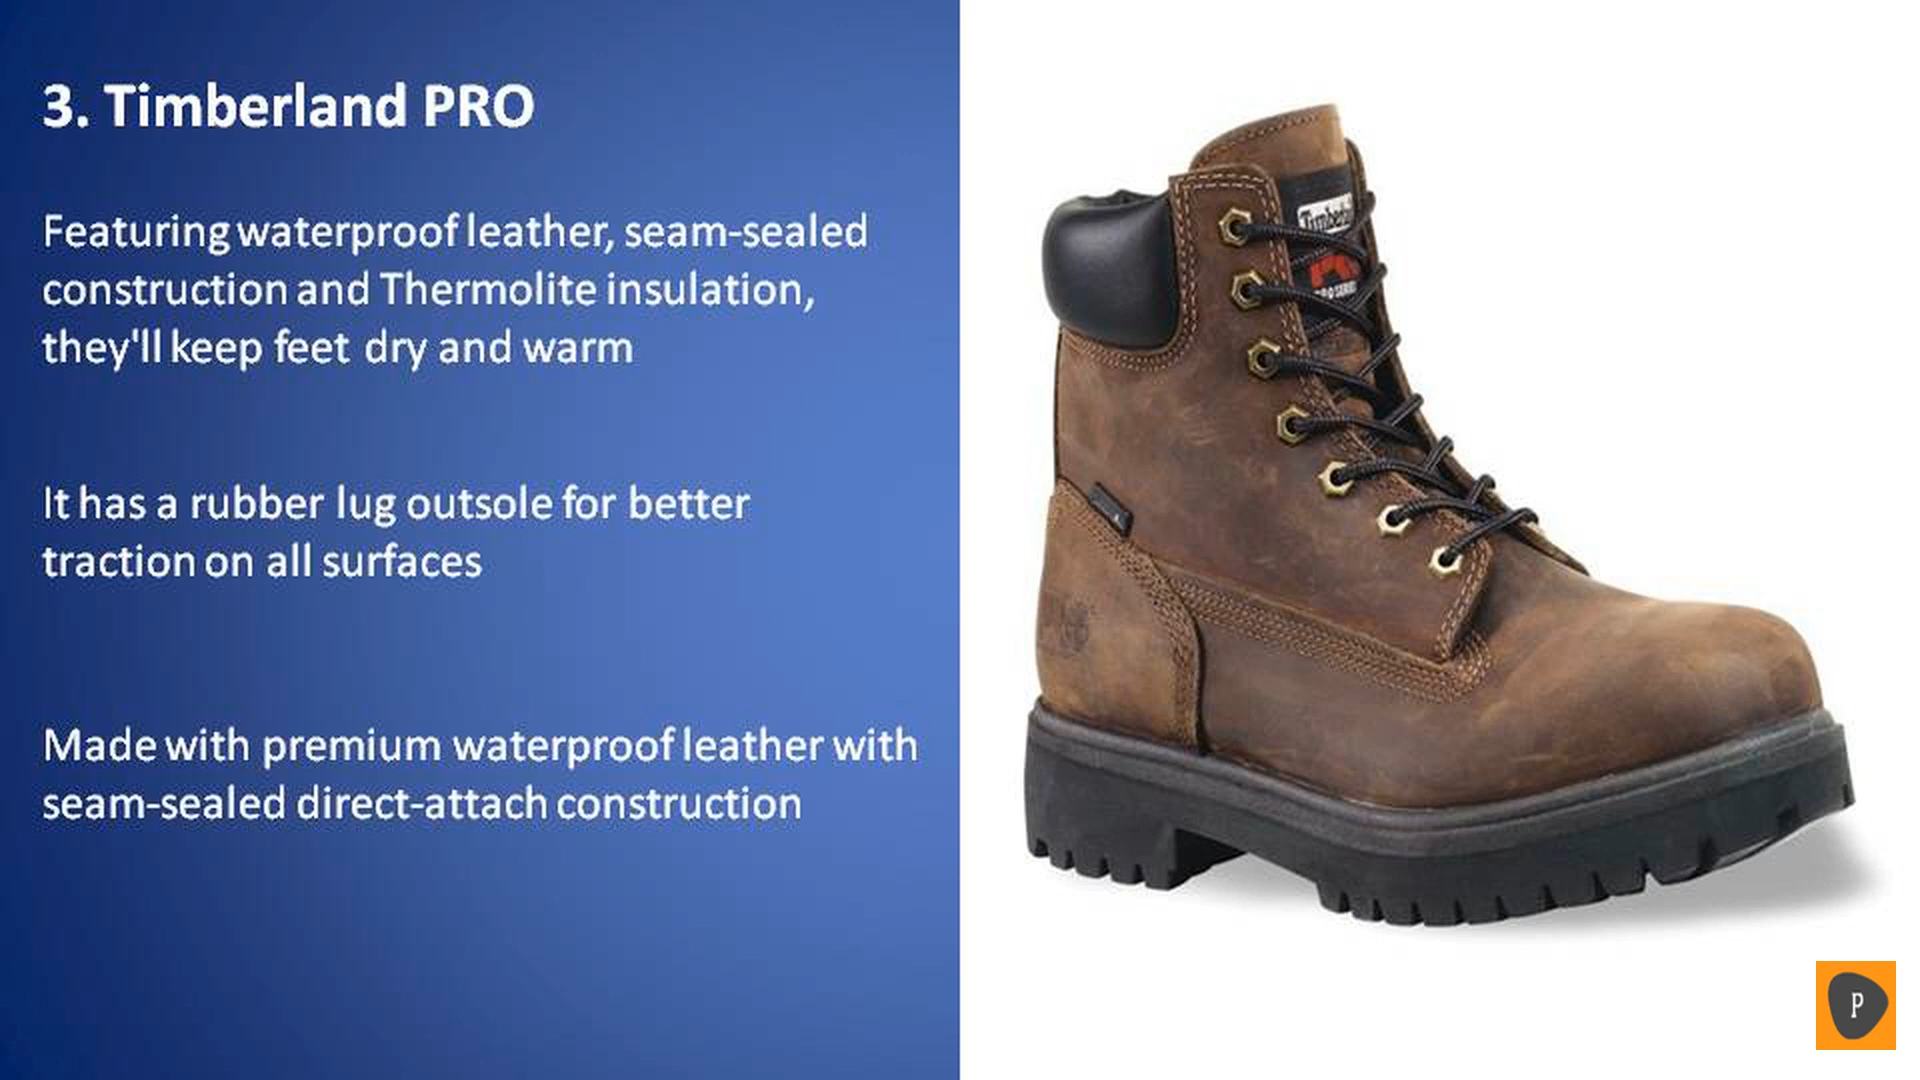 3. Timberland PRO
Featuring waterproof leather, seam-sealed
construction and Thermolite insulation,
they'll keep feet dry and warm
It has a rubber lug outsole for better
traction on all surfaces
Made with premium waterproof leather with
seam-sealed direct-attach construction
P